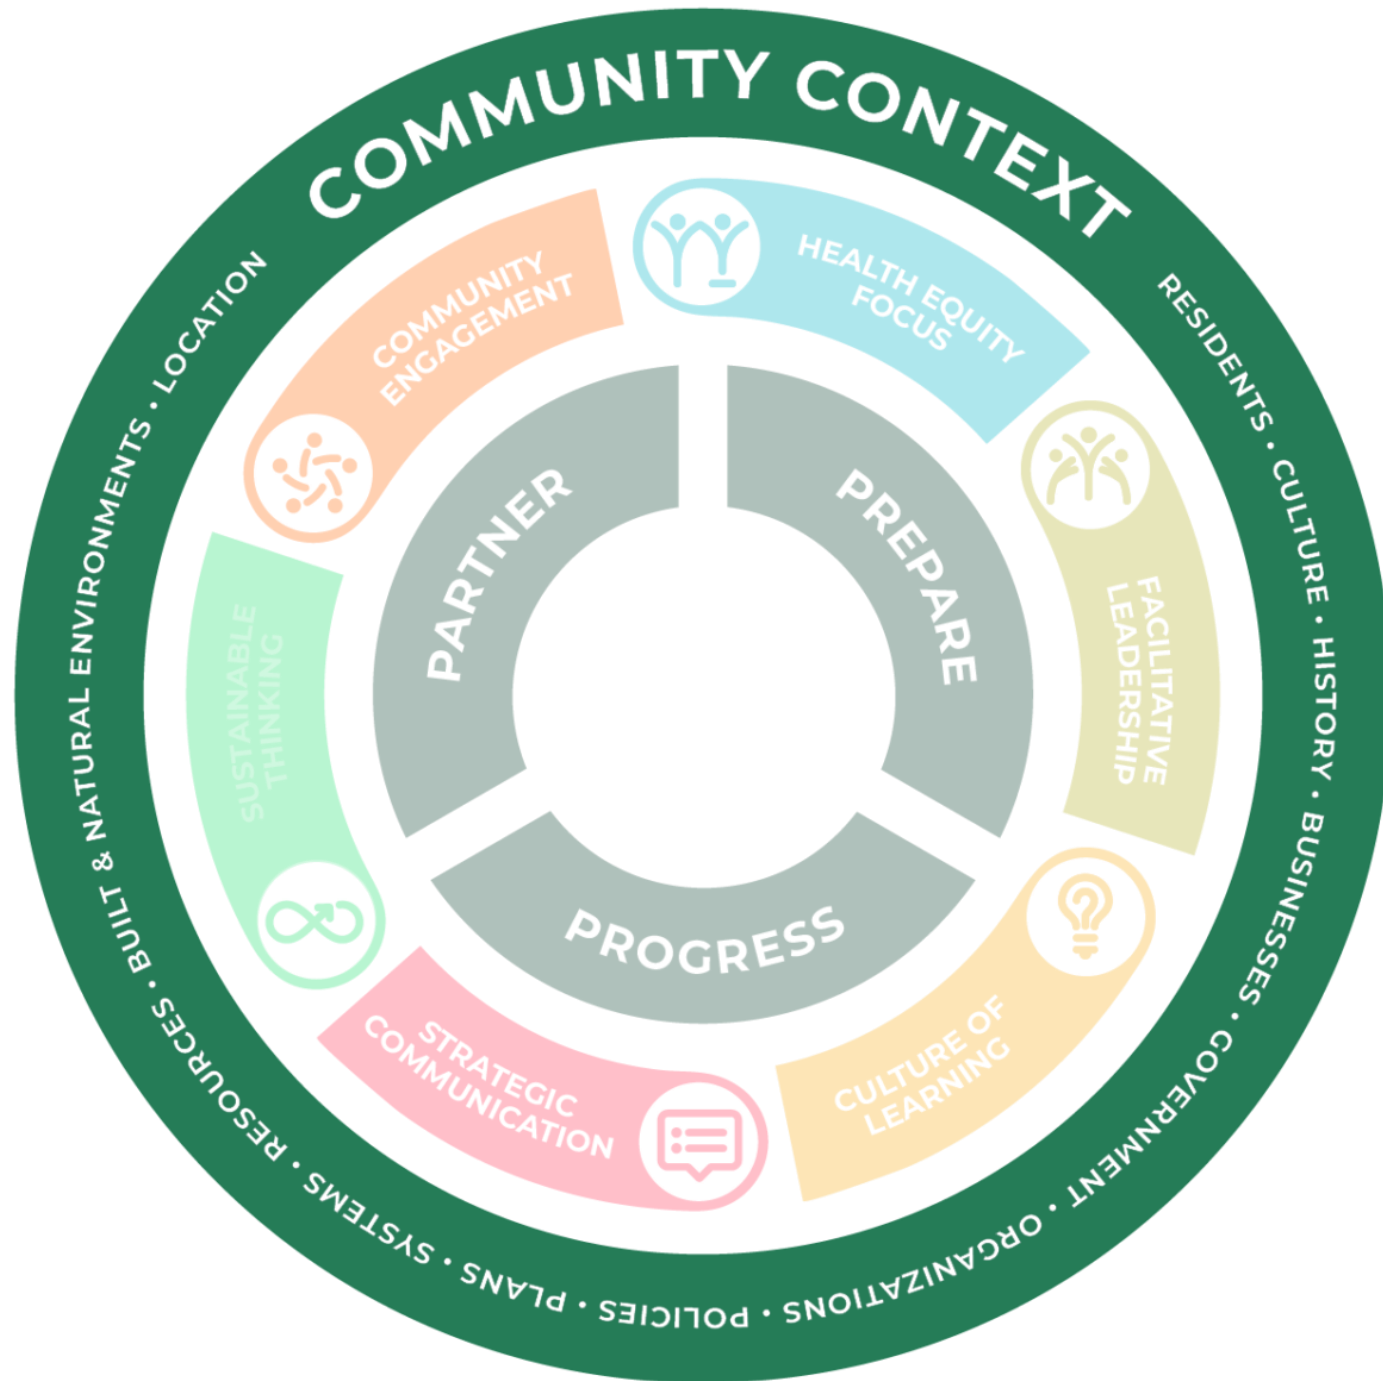 COMMUNITY CONTEXT
RESIDENTS • CULTURE • HISTORY • BUSINESSES • GOVERNMENT • ORGANIZATIONS • POLICIES • PLANS • SYSTEMS • RESOURCES • BUILT & NATURAL ENVIRONMENTS • LOCATION
HEALTH EQUITY
FOCUS
FACILITATIVE
LEADERSHIP
CULTURE OF
LEARNING
STRATEGIC
COMMUNICATION
SUSTAINABLE
THINKING
COMMUNITY
ENGAGEMENT
PREPARE
PROGRESS
PARTNER